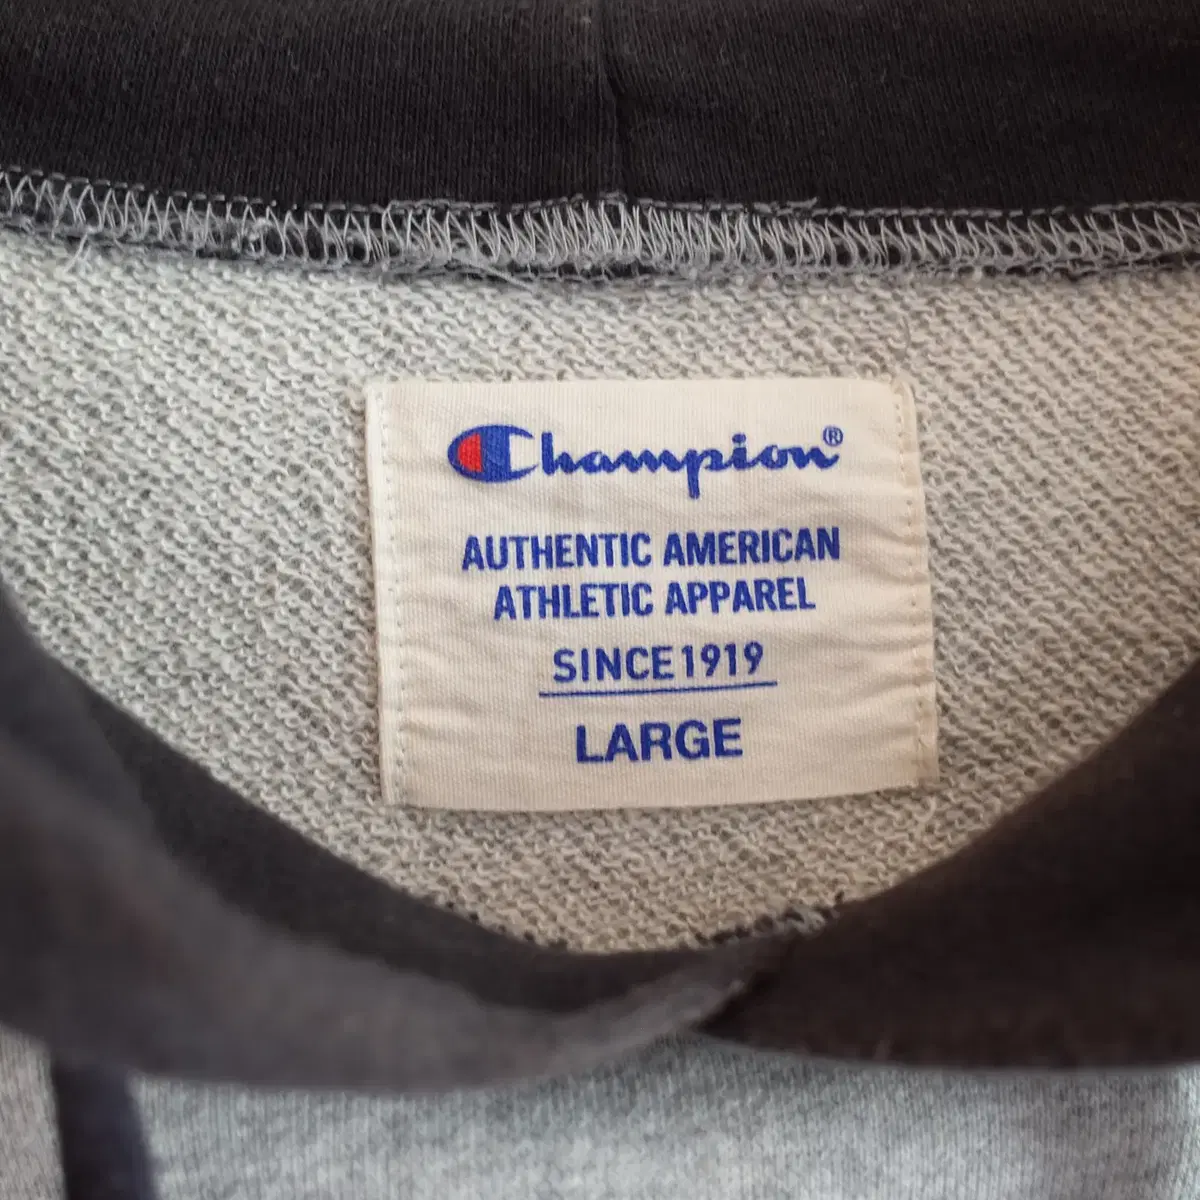 Champion®
AUTHENTIC AMERICAN
ATHLETIC APPAREL
SINCE 1919
LARGE